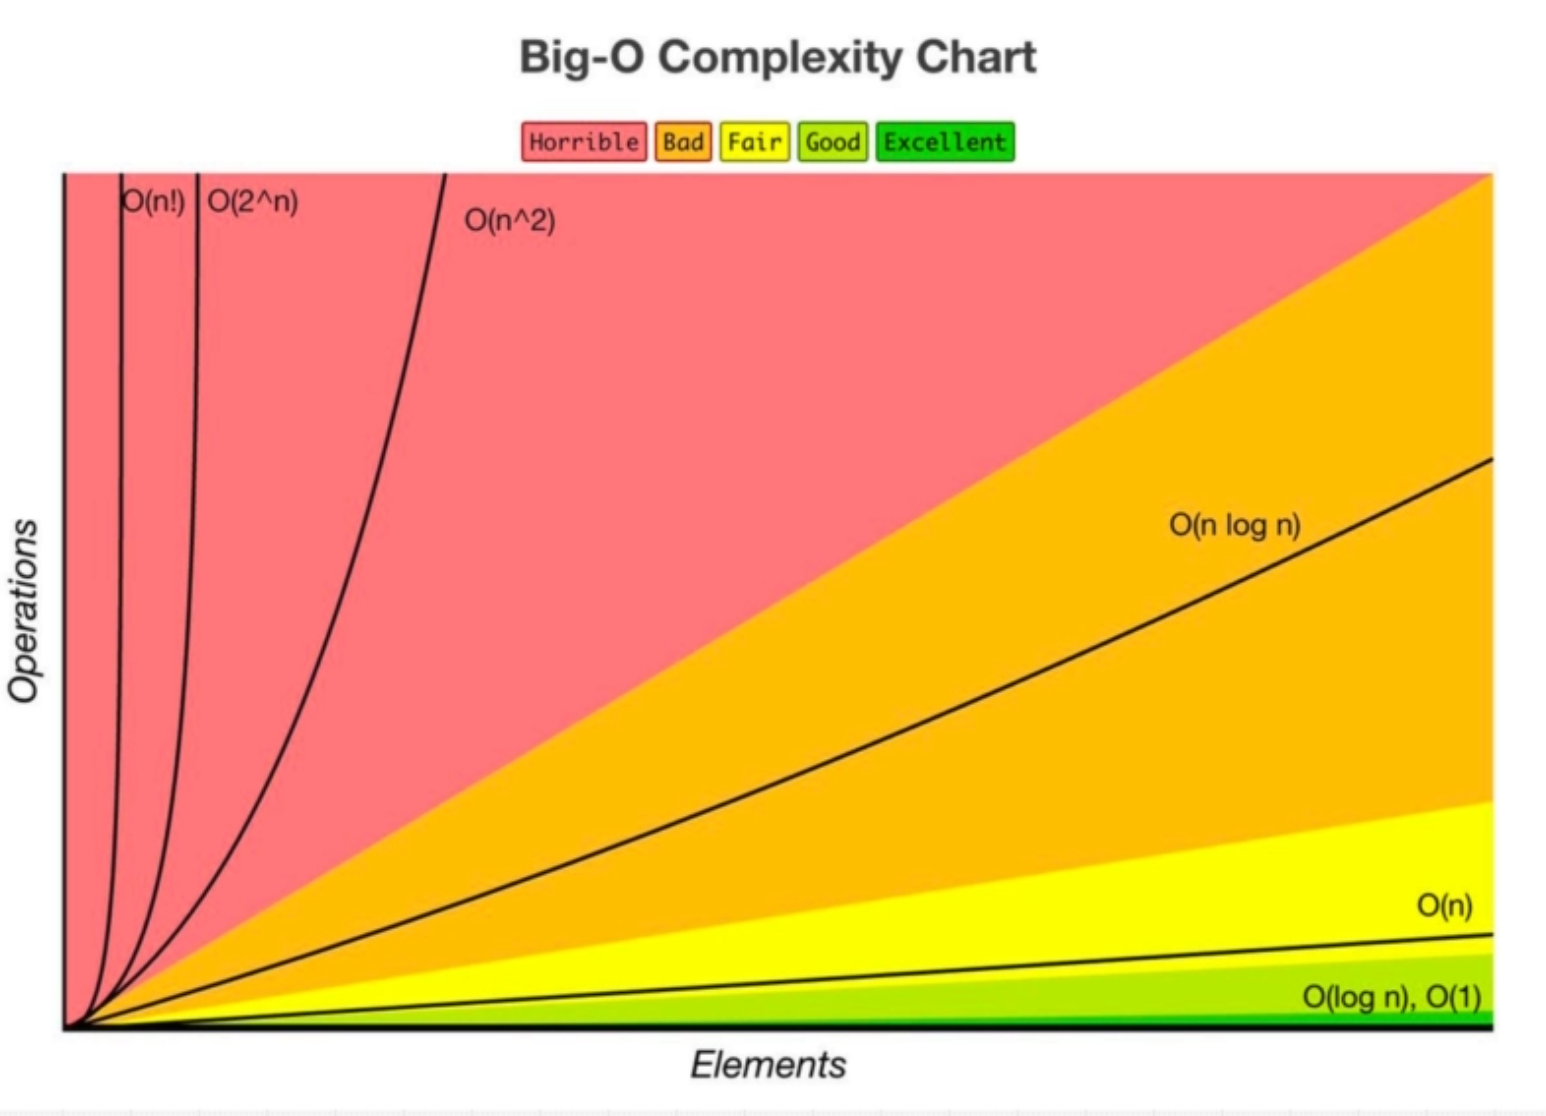 Big-O Complexity Chart
Horrible Bad Fair Good Excellent
O(n!) O(2^n)
O(n^2)
O(n log n)
O(n)
O(log n), O(1)
Operations
Elements